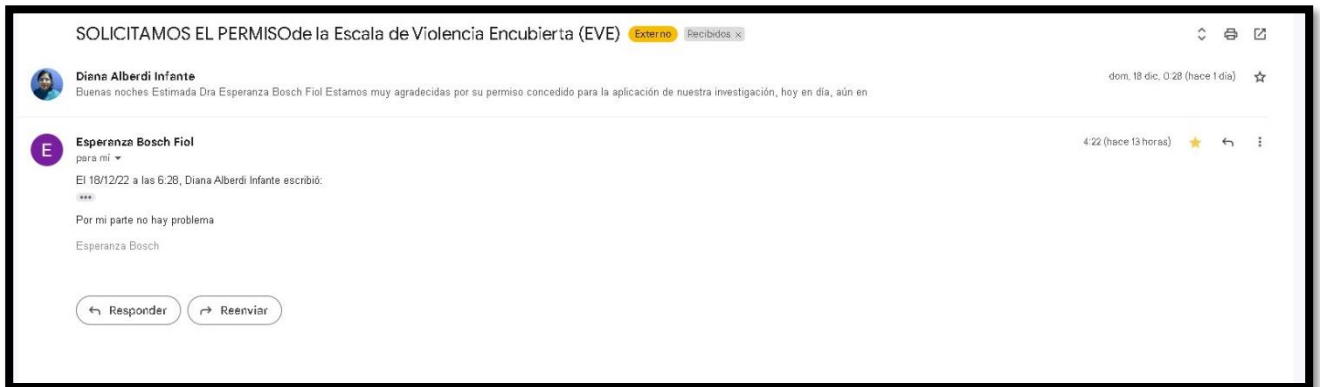 SOLICITAMOS EL PERMISOde la Escala de Violencia Encubierta (EVE) Externo Recibidos x
Diana Alberdi Infante dom, 18 dic, 0:28 (hace 1 día)
Buenas noches Estimada Dra Esperanza Bosch Fiol Estamos muy agradecidas por su permiso concedido para la aplicación de nuestra investigación, hoy en día, aún en
E Esperanza Bosch Fiol 4:22 (hace 13 horas)
para mí
El 18/12/22 a las 6:28, Diana Alberdi Infante escribió:
•••
Por mi parte no hay problema
Esperanza Bosch
Responder Reenviar